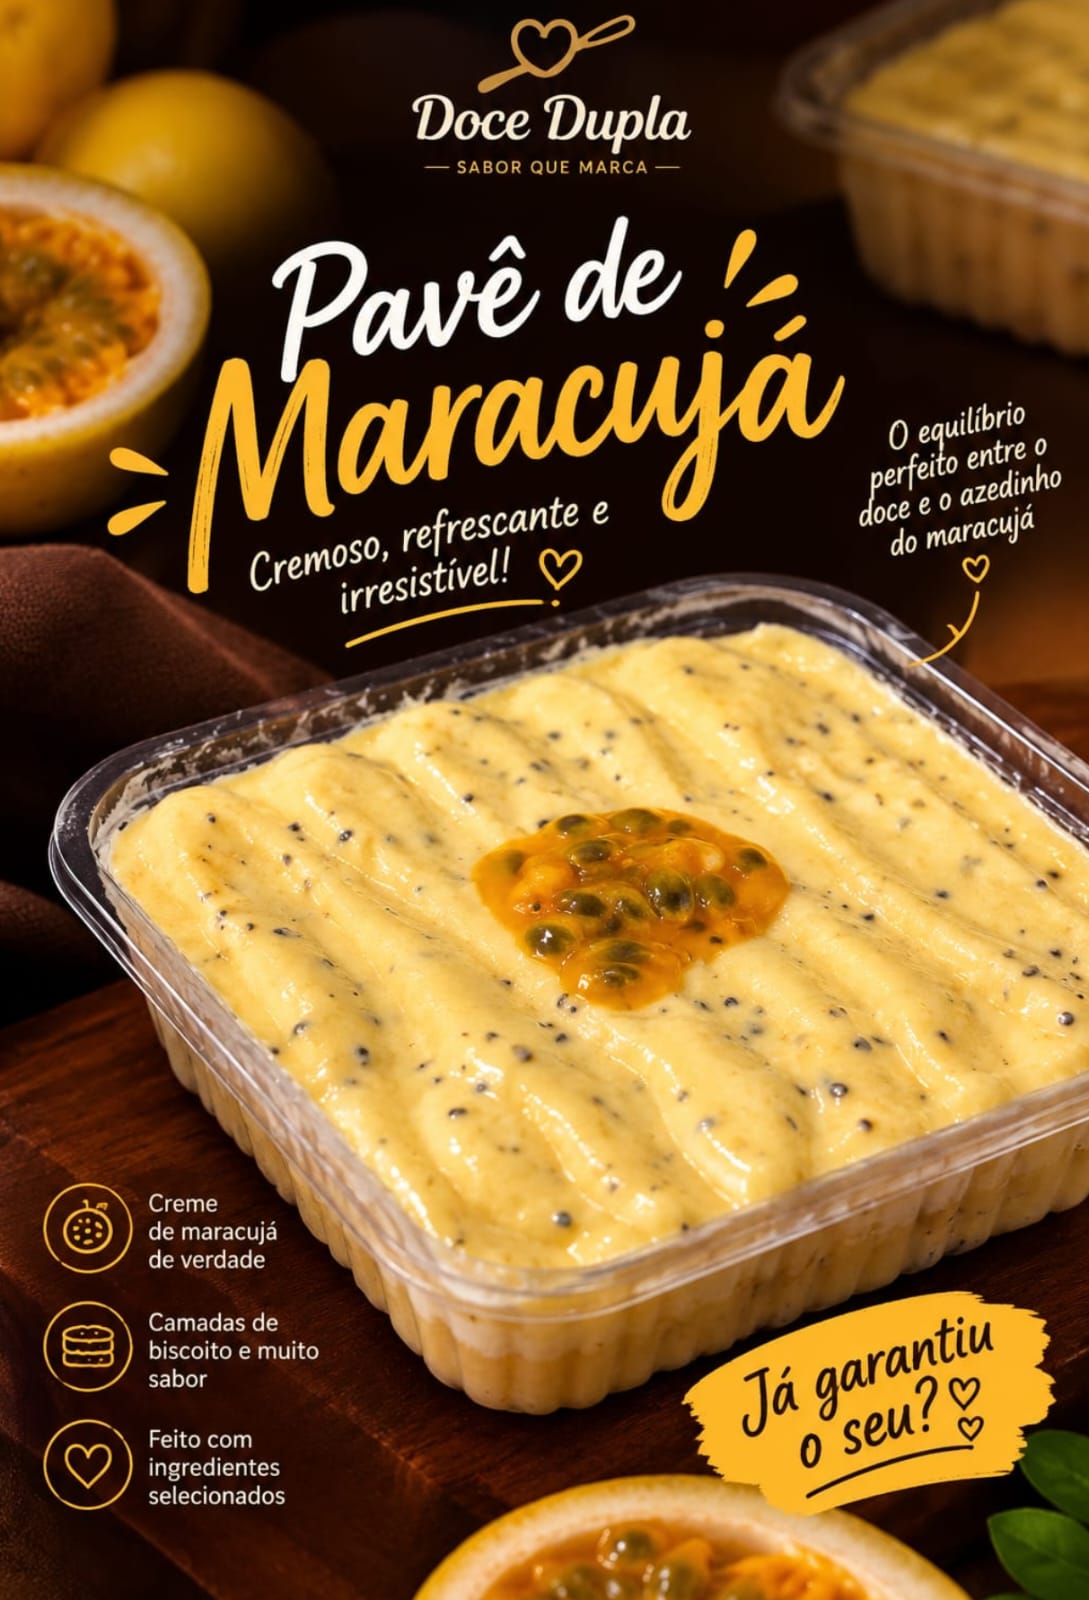 Doce Dupla
SABOR QUE MARCA
Pavê de
Maracujá
Cremoso, refrescante e
irresistível!
O equilíbrio
perfeito entre o
doce e o azedinho
do maracujá
Creme
de maracujá
de verdade
Camadas de
biscoito e muito
sabor
Feito com
ingredientes
selecionados
Já garantiu
o seu?